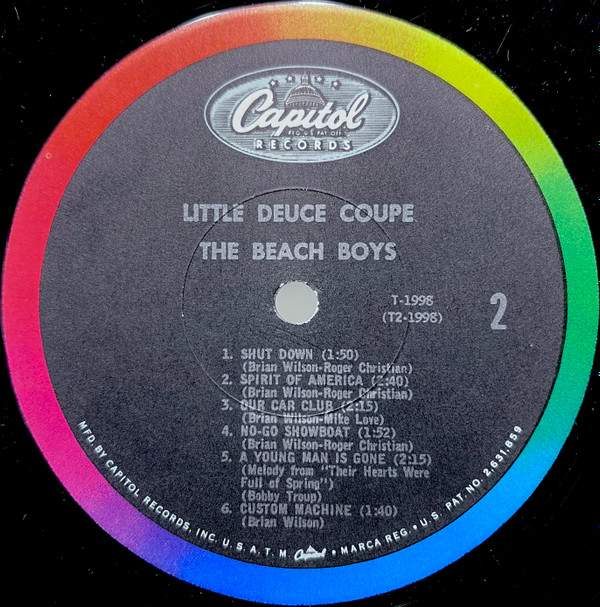 Capitol
REG. U.S. PAT. OFF.
RECORDS
LITTLE DEUCE COUPE
THE BEACH BOYS
T-1998
(T2-1998)
2
1. SHUT DOWN (1:50)
(Brian Wilson-Roger Christian)
2. SPIRIT OF AMERICA (2:40)
(Brian Wilson-Roger Christian)
3. OUR CAR CLUB (2:15)
(Brian Wilson-Mike Love)
4. NO-GO SHOWBOAT (1:52)
(Brian Wilson-Roger Christian)
5. A YOUNG MAN IS GONE (2:15)
(Melody from "Their Hearts Were
Full of Spring")
(Bobby Troup)
6. CUSTOM MACHINE (1:40)
(Brian Wilson)
MFD. BY CAPITOL RECORDS, INC. U. S. A. T. M. Capitol • MARCA REG. • U. S. PAT. NO. 2,631,859